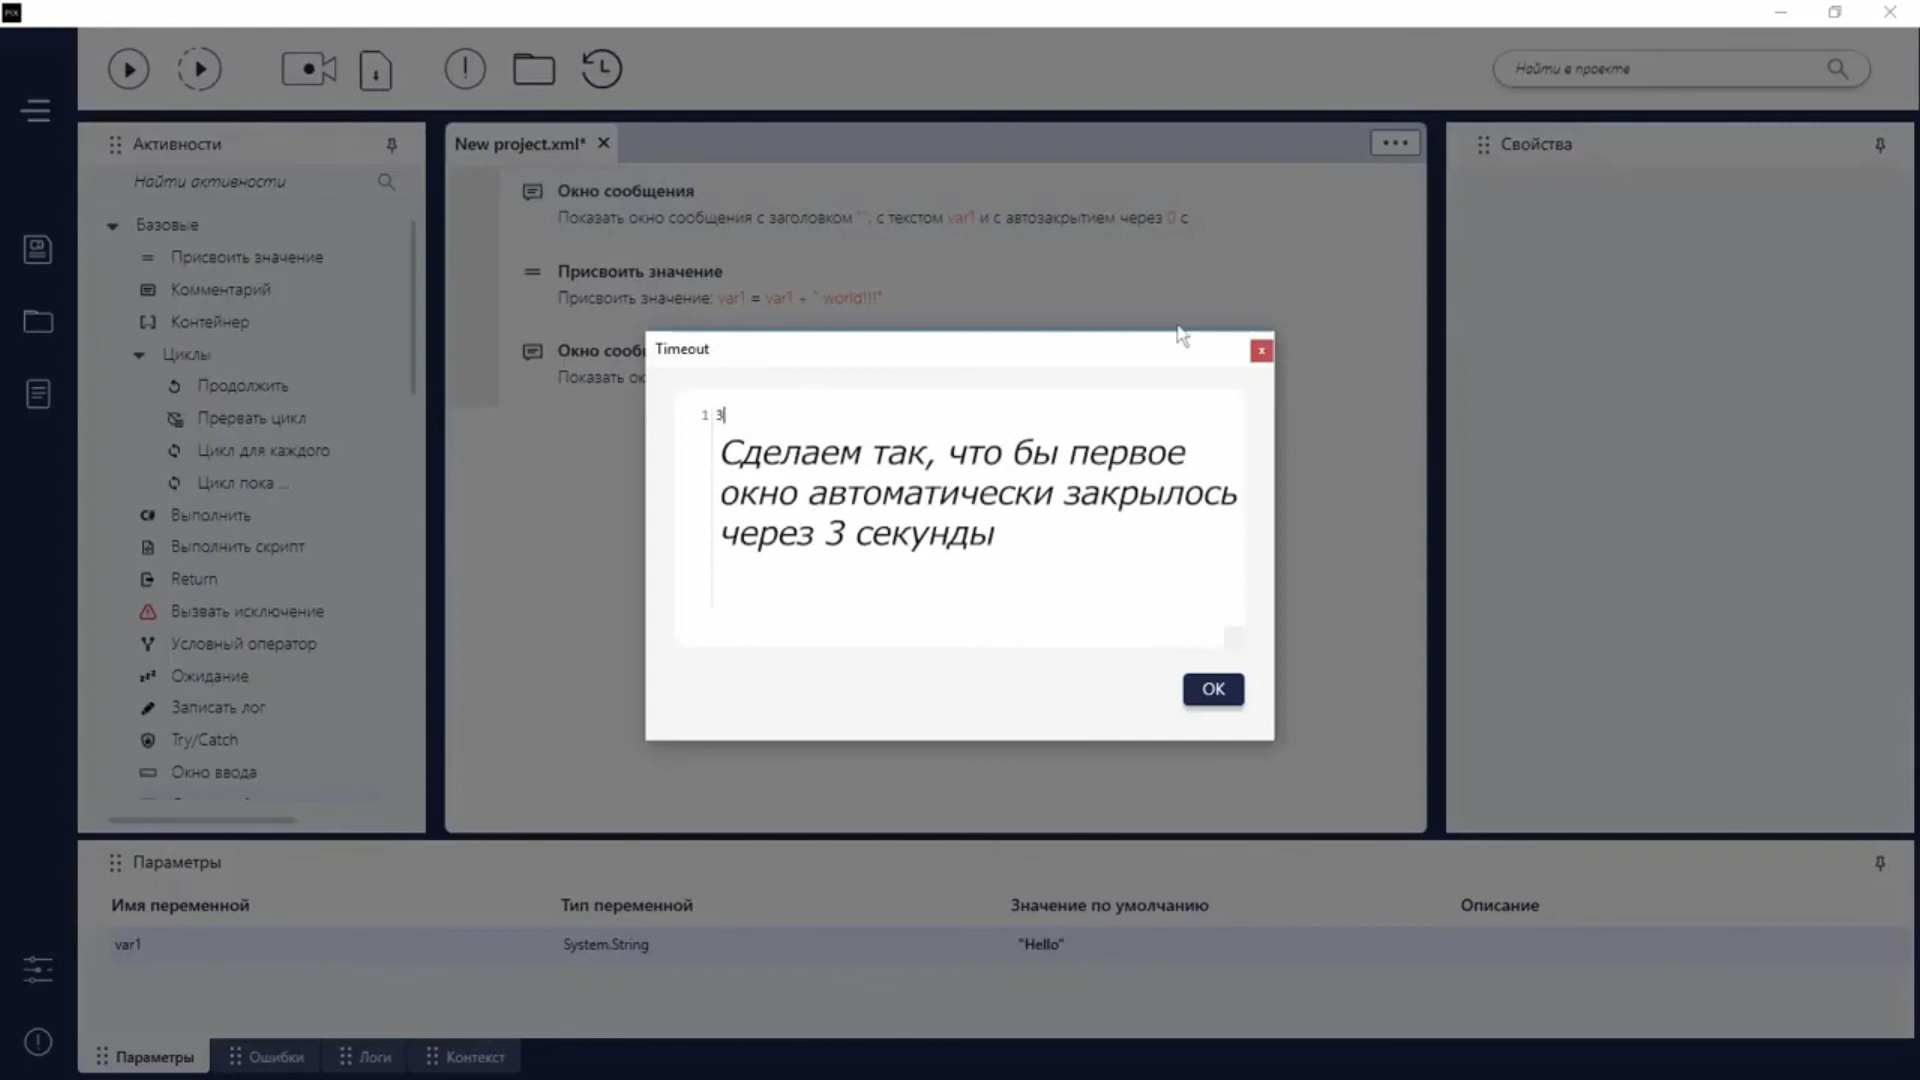 PIX
Найти в проекте
Активности
Найти активности
Базовые
Присвоить значение
Комментарий
Контейнер
Циклы
Продолжить
Прервать цикл
Цикл для каждого
Цикл пока ...
C#
Выполнить
Выполнить скрипт
Return
Вызвать исключение
Условный оператор
Ожидание
Записать лог
Try/Catch
Окно ввода
New project.xml*
Окно сообщения
Показать окно сообщения с заголовком "", с текстом var1 и с автозакрытием через 0 с
Присвоить значение
Присвоить значение: var1 = var1 + " world!!!"
Окно сооб
Показать ок
Timeout
x
1 3
Сделаем так, что бы первое
окно автоматически закрылось
через 3 секунды
OK
Свойства
Параметры
Имя переменной Тип переменной Значение по умолчанию Описание
var1 System.String "Hello"
Параметры Ошибки Логи Контекст